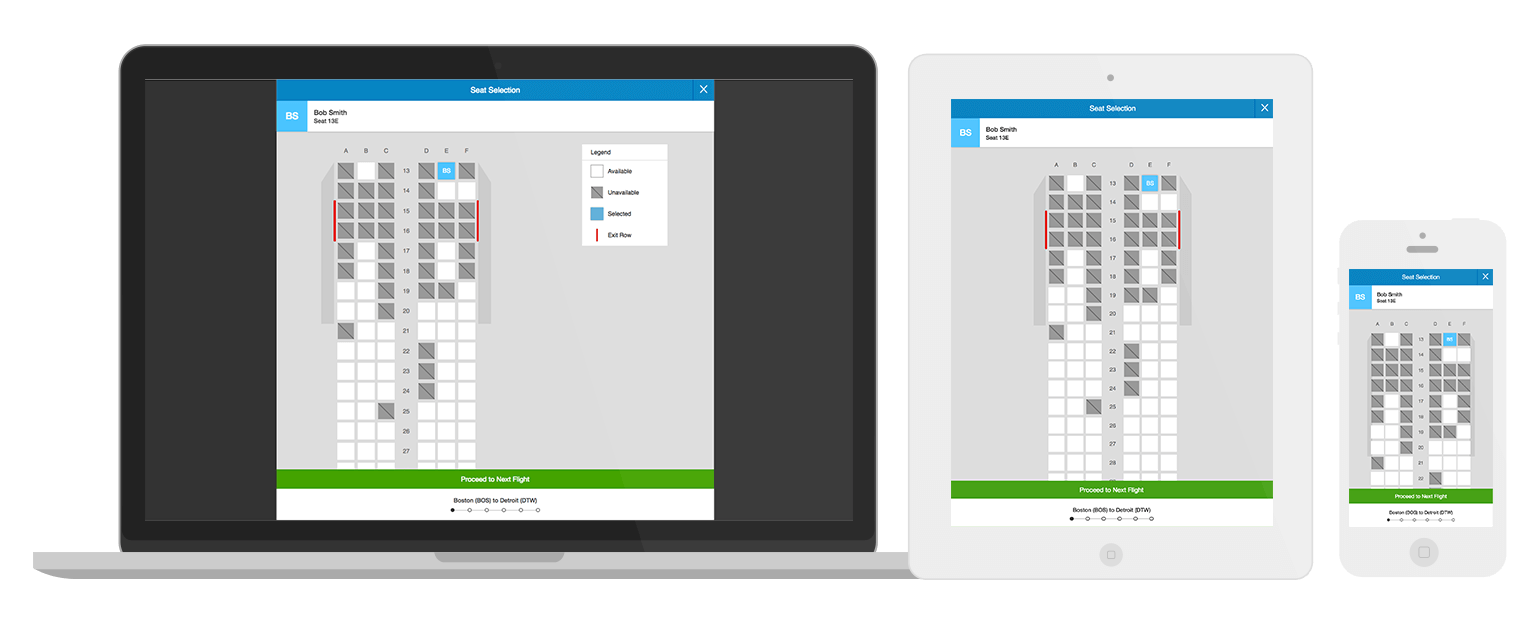 Seat Selection
BS
Bob Smith
Seat 13E
A B C D E F
13 BS
14
15
16
17
18
19
20
21
22
23
24
25
26
27
Legend
Available
Unavailable
Selected
Exit Row
Proceed to Next Flight
Boston (BOS) to Detroit (DTW)
Seat Selection
BS
Bob Smith
Seat 13E
A B C D E F
13 BS
14
15
16
17
18
19
20
21
22
23
24
25
26
27
28
Proceed to Next Flight
Boston (BOS) to Detroit (DTW)
Seat Selection
BS
Bob Smith
Seat 13E
A B C D E F
13 BS
14
15
16
17
18
19
20
21
22
Proceed to Next Flight
Boston (BOS) to Detroit (DTW)